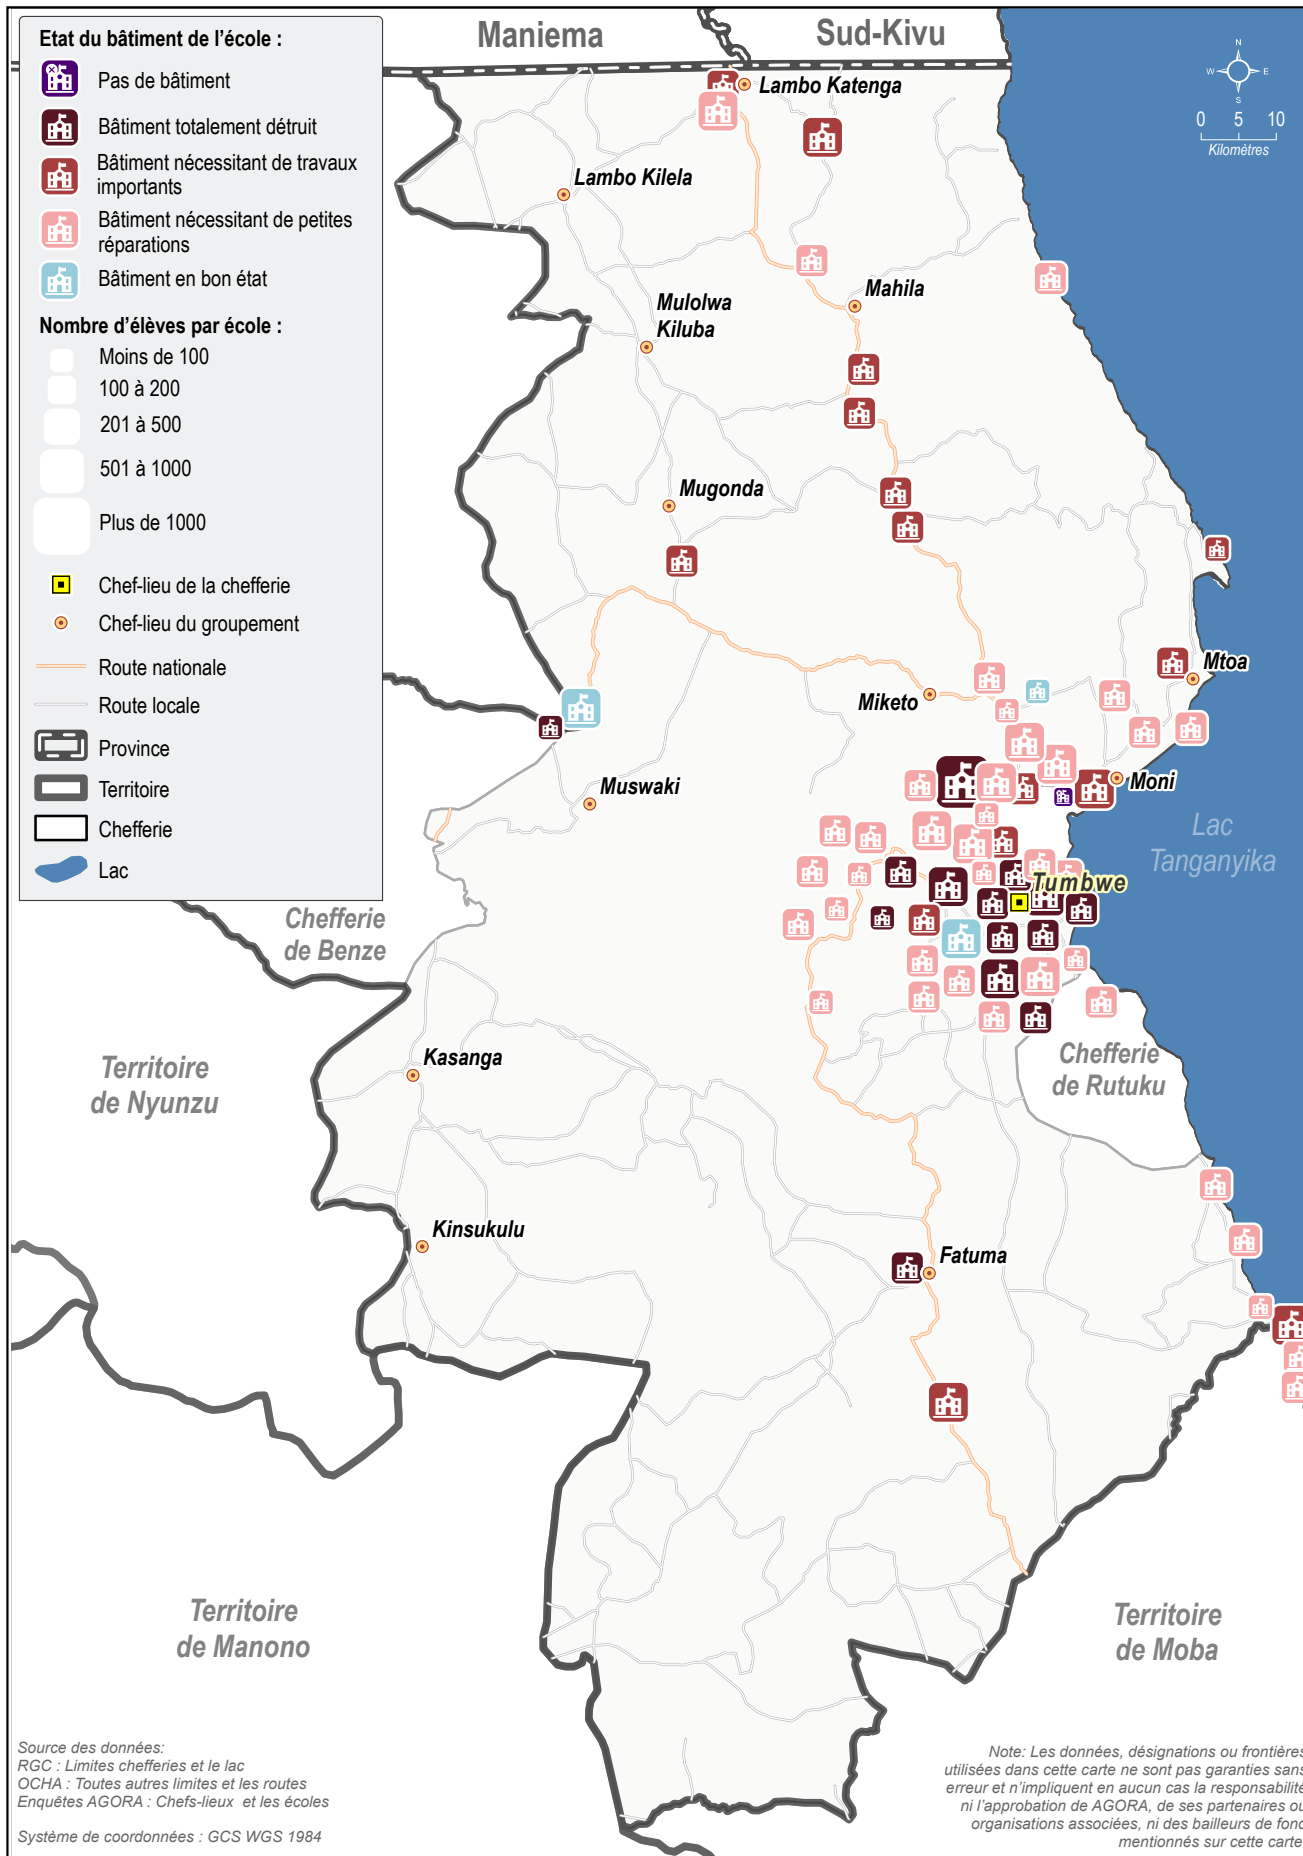 Maniema
Sud-Kivu
Etat du bâtiment de l’école :
Pas de bâtiment
Bâtiment totalement détruit
Bâtiment nécessitant de travaux
importants
Bâtiment nécessitant de petites
réparations
Bâtiment en bon état
Nombre d’élèves par école :
Moins de 100
100 à 200
201 à 500
501 à 1000
Plus de 1000
Chef-lieu de la chefferie
Chef-lieu du groupement
Route nationale
Route locale
Province
Territoire
Chefferie
Lac
N
W E
S
0 5 10
Kilomètres
Lambo Katenga
Lambo Kilela
Mahila
Mulolwa
Kiluba
Mugonda
Mtoa
Miketo
Moni
Muswaki
Lac
Tanganyika
Tumbwe
Chefferie
de Benze
Kasanga
Chefferie
de Rutuku
Territoire
de Nyunzu
Kinsukulu
Fatuma
Territoire
de Manono
Territoire
de Moba
Source des données:
RGC : Limites chefferies et le lac
OCHA : Toutes autres limites et les routes
Enquêtes AGORA : Chefs-lieux et les écoles
Système de coordonnées : GCS WGS 1984
Note: Les données, désignations ou frontières
utilisées dans cette carte ne sont pas garanties sans
erreur et n’impliquent en aucun cas la responsabilité
ni l’approbation de AGORA, de ses partenaires ou
organisations associées, ni des bailleurs de fond
mentionnés sur cette carte